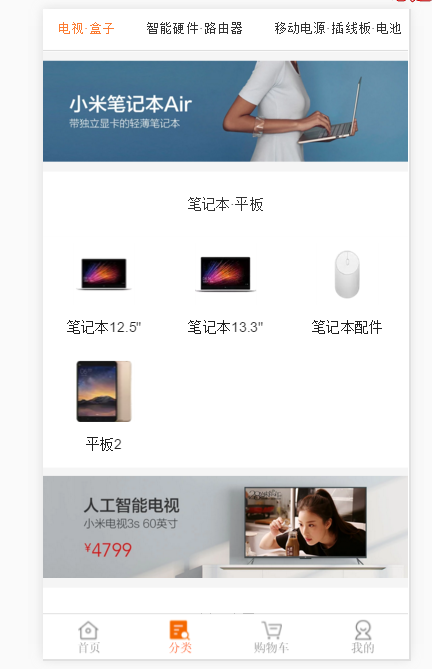 电视·盒子 智能硬件·路由器 移动电源·插线板·电池
小米笔记本Air
带独立显卡的轻薄笔记本
笔记本·平板
笔记本12.5" 笔记本13.3" 笔记本配件
平板2
人工智能电视
小米电视3s 60英寸
¥4799
首页 分类 购物车 我的